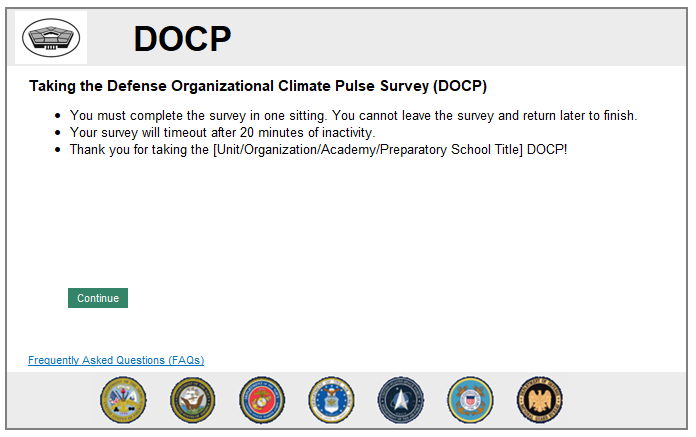 DOCP
Taking the Defense Organizational Climate Pulse Survey (DOCP)
• You must complete the survey in one sitting. You cannot leave the survey and return later to finish.
• Your survey will timeout after 20 minutes of inactivity.
• Thank you for taking the [Unit/Organization/Academy/Preparatory School Title] DOCP!
Continue
Frequently Asked Questions (FAQs)